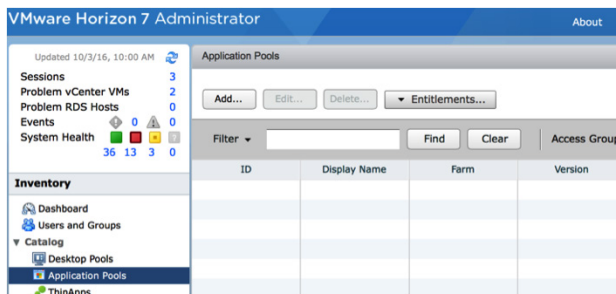 VMware Horizon 7 Administrator
About
Updated 10/3/16, 10:00 AM
Sessions 3
Problem vCenter VMs 2
Problem RDS Hosts 0
Events 0 0
System Health
36 13 3 0
Inventory
Dashboard
Users and Groups
Catalog
Desktop Pools
Application Pools
ThinApps
Application Pools
Add... Edit... Delete... Entitlements...
Filter Find Clear Access Group
ID Display Name Farm Version